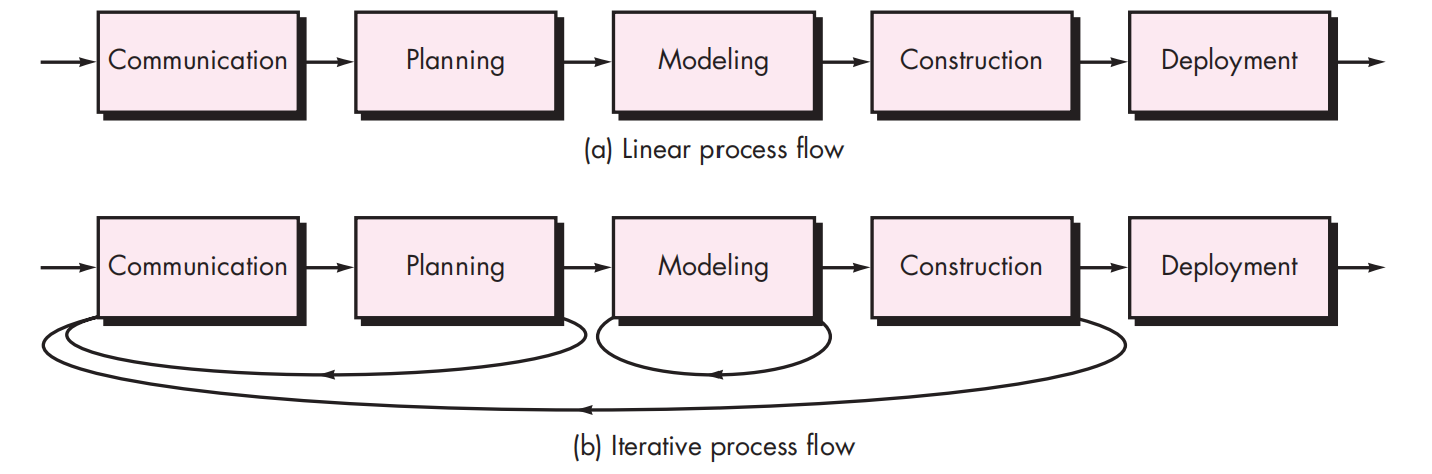 Communication Planning Modeling Construction Deployment
(a) Linear process flow
Communication Planning Modeling Construction Deployment
(b) Iterative process flow